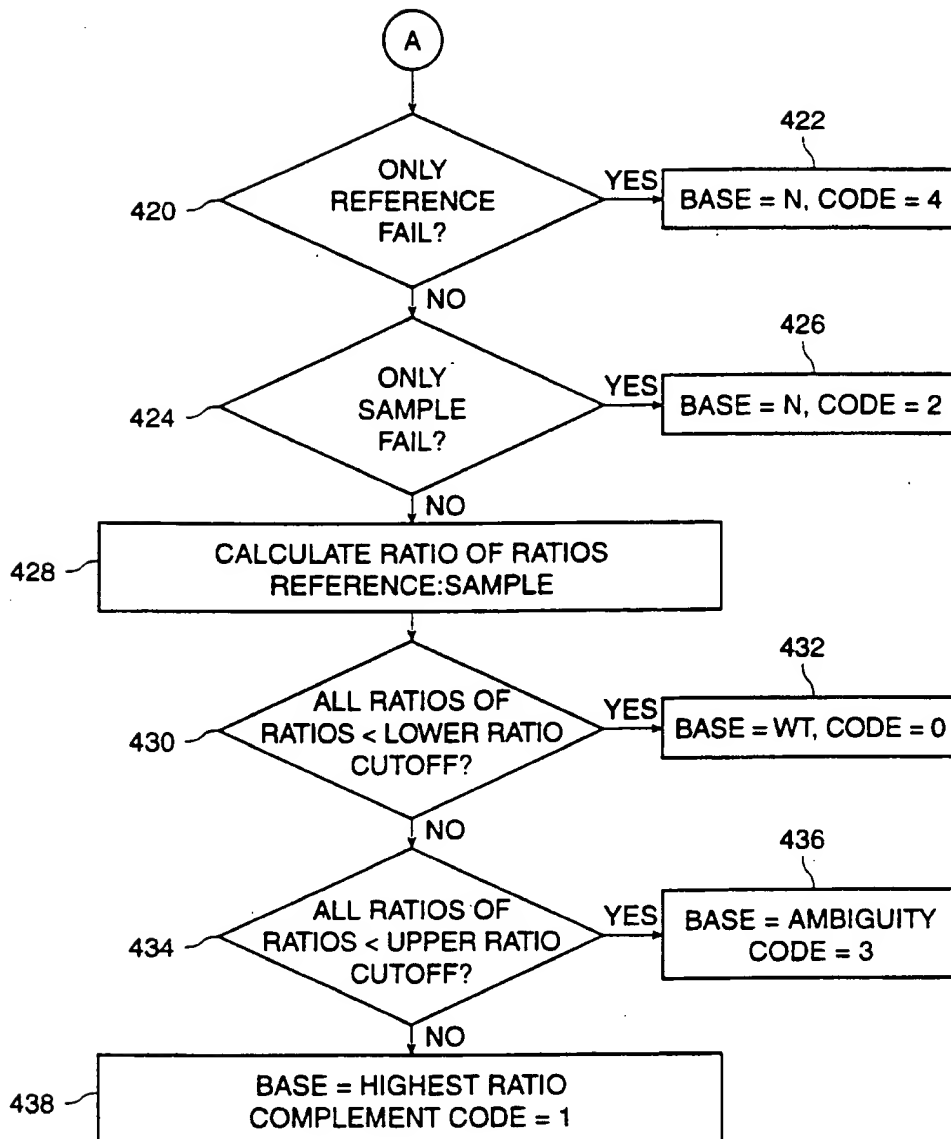 A
422
ONLY
REFERENCE
FAIL?
420
YES
BASE = N, CODE = 4
NO
426
ONLY
SAMPLE
FAIL?
424
YES
BASE = N, CODE = 2
NO
428
CALCULATE RATIO OF RATIOS
REFERENCE:SAMPLE
432
ALL RATIOS OF
RATIOS < LOWER RATIO
CUTOFF?
430
YES
BASE = WT, CODE = 0
NO
436
ALL RATIOS OF
RATIOS < UPPER RATIO
CUTOFF?
434
YES
BASE = AMBIGUITY
CODE = 3
NO
438
BASE = HIGHEST RATIO
COMPLEMENT CODE = 1